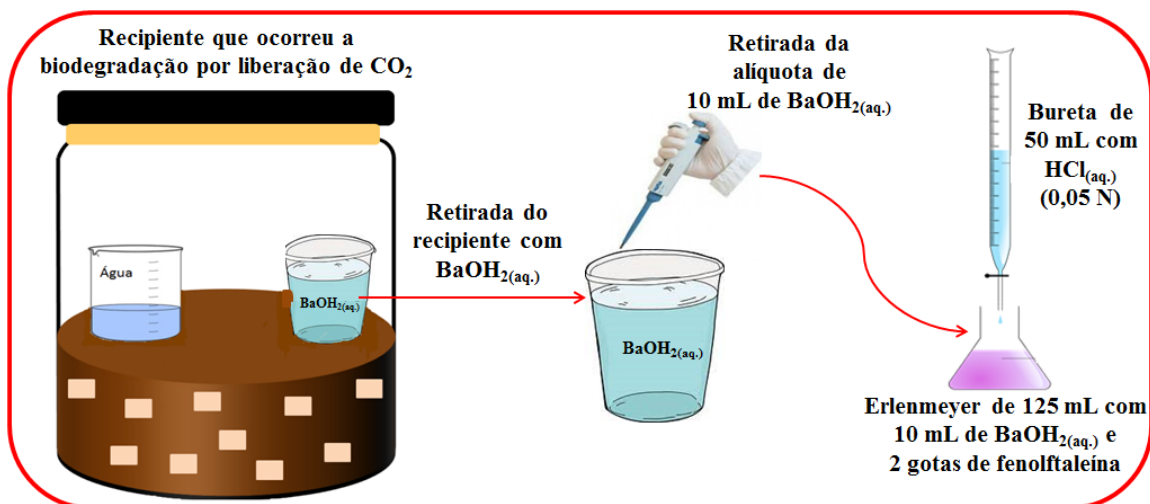 Recipiente que ocorreu a
biodegradação por liberação de CO₂
Água
BaOH₂(aq.)
Retirada do
recipiente com
BaOH₂(aq.)
Retirada da
alíquota de
10 mL de BaOH₂(aq.)
BaOH₂(aq.)
Bureta de
50 mL com
HCl(aq.)
(0,05 N)
Erlenmeyer de 125 mL com
10 mL de BaOH₂(aq.) e
2 gotas de fenolftaleína